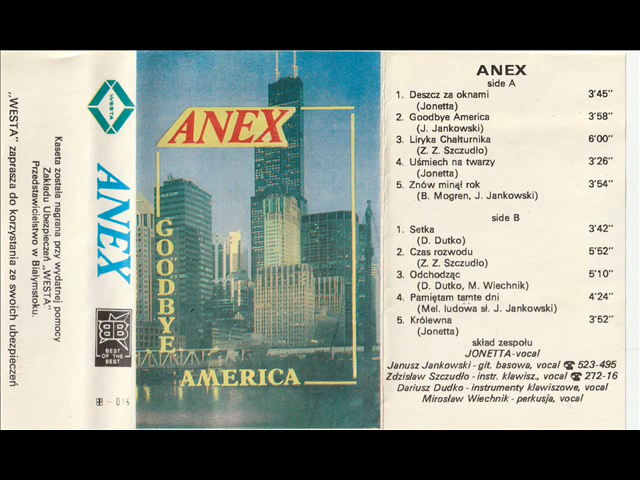 „WESTA” zaprasza do korzystania ze swoich ubezpieczeń
Kaseta została nagrana przy wydatnej pomocy
Zakładu Ubezpieczeń „WESTA”
Przedstawicielstwo w Białymstoku.
WESTA
ANEX
BEST
OF THE
BEST
- 016
ANEX
GOODBYE
AMERICA
ANEX
side A
1. Deszcz za oknami 3'45"
(Jonetta)
2. Goodbye America 3'58"
(J. Jankowski)
3. Liryka Chałturnika 6'00"
(Z. Z. Szczudło)
4. Uśmiech na twarzy 3'26"
(Jonetta)
5. Znów minął rok 3'54"
(B. Mogren, J. Jankowski)
side B
1. Setka 3'42"
(D. Dutko)
2. Czas rozwodu 5'52"
(Z. Z. Szczudło)
3. Odchodząc 5'10"
(D. Dutko, M. Wiechnik)
4. Pamiętam tamte dni 4'24"
(Mel. ludowa sł. J. Jankowski)
5. Królewna 3'52"
(Jonetta)
skład zespołu
JONETTA-vocal
Janusz Jankowski - git. basowa, vocal ☎ 523-495
Zdzisław Szczudło - instr. klawisz., vocal ☎ 272-16
Dariusz Dudko - instrumenty klawiszowe, vocal
Mirosław Wiechnik - perkusja, vocal